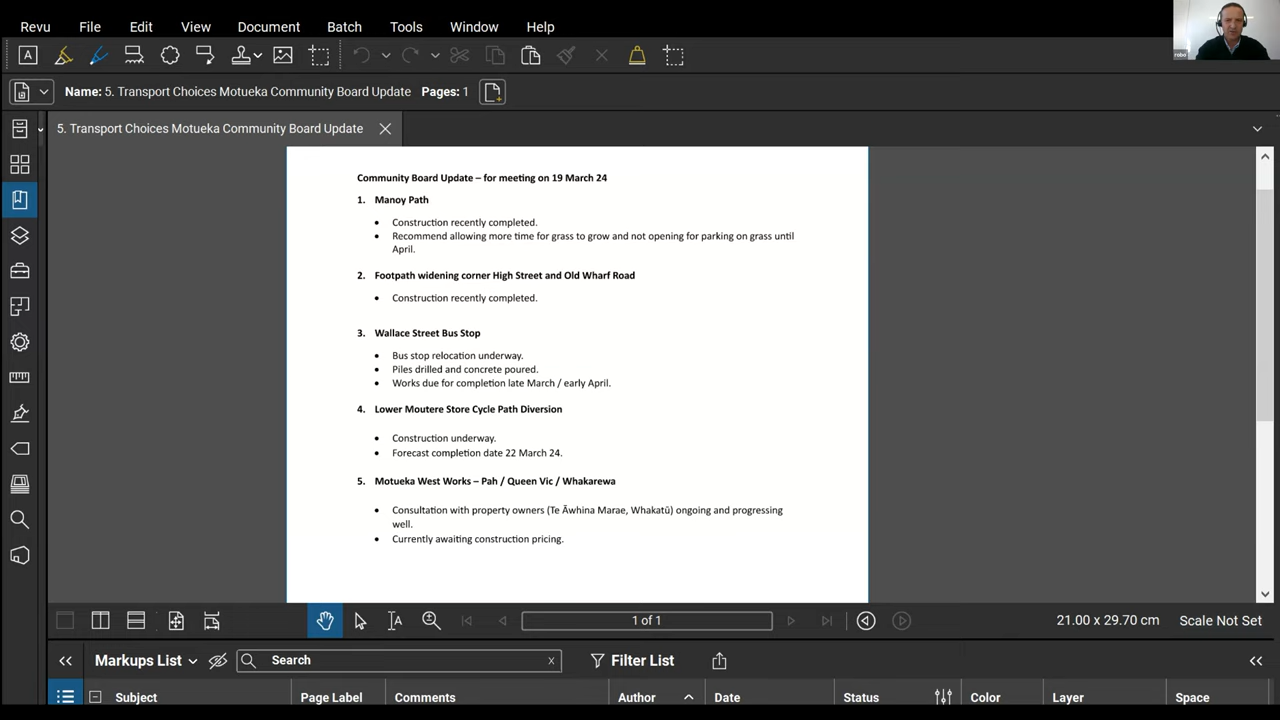 Revu File Edit View Document Batch Tools Window Help
Name: 5. Transport Choices Motueka Community Board Update Pages: 1
5. Transport Choices Motueka Community Board Update
Community Board Update – for meeting on 19 March 24
1. Manoy Path
• Construction recently completed.
• Recommend allowing more time for grass to grow and not opening for parking on grass until
April.
2. Footpath widening corner High Street and Old Wharf Road
• Construction recently completed.
3. Wallace Street Bus Stop
• Bus stop relocation underway.
• Piles drilled and concrete poured.
• Works due for completion late March / early April.
4. Lower Moutere Store Cycle Path Diversion
• Construction underway.
• Forecast completion date 22 March 24.
5. Motueka West Works – Pah / Queen Vic / Whakarewa
• Consultation with property owners (Te Āwhina Marae, Whakatū) ongoing and progressing
well.
• Currently awaiting construction pricing.
1 of 1 21.00 x 29.70 cm Scale Not Set
Markups List Search x Filter List
Subject Page Label Comments Author Date Status Color Layer Space